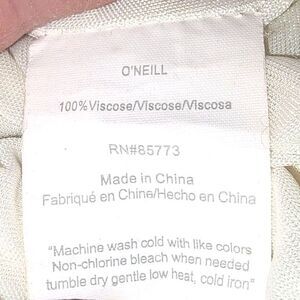 O'NEILL
100%Viscose/Viscose/Viscosa
RN#85773
Made in China
Fabriqué en Chine/Hecho en China
"Machine wash cold with like colors
Non-chlorine bleach when needed
tumble dry gentle low heat, cold iron"